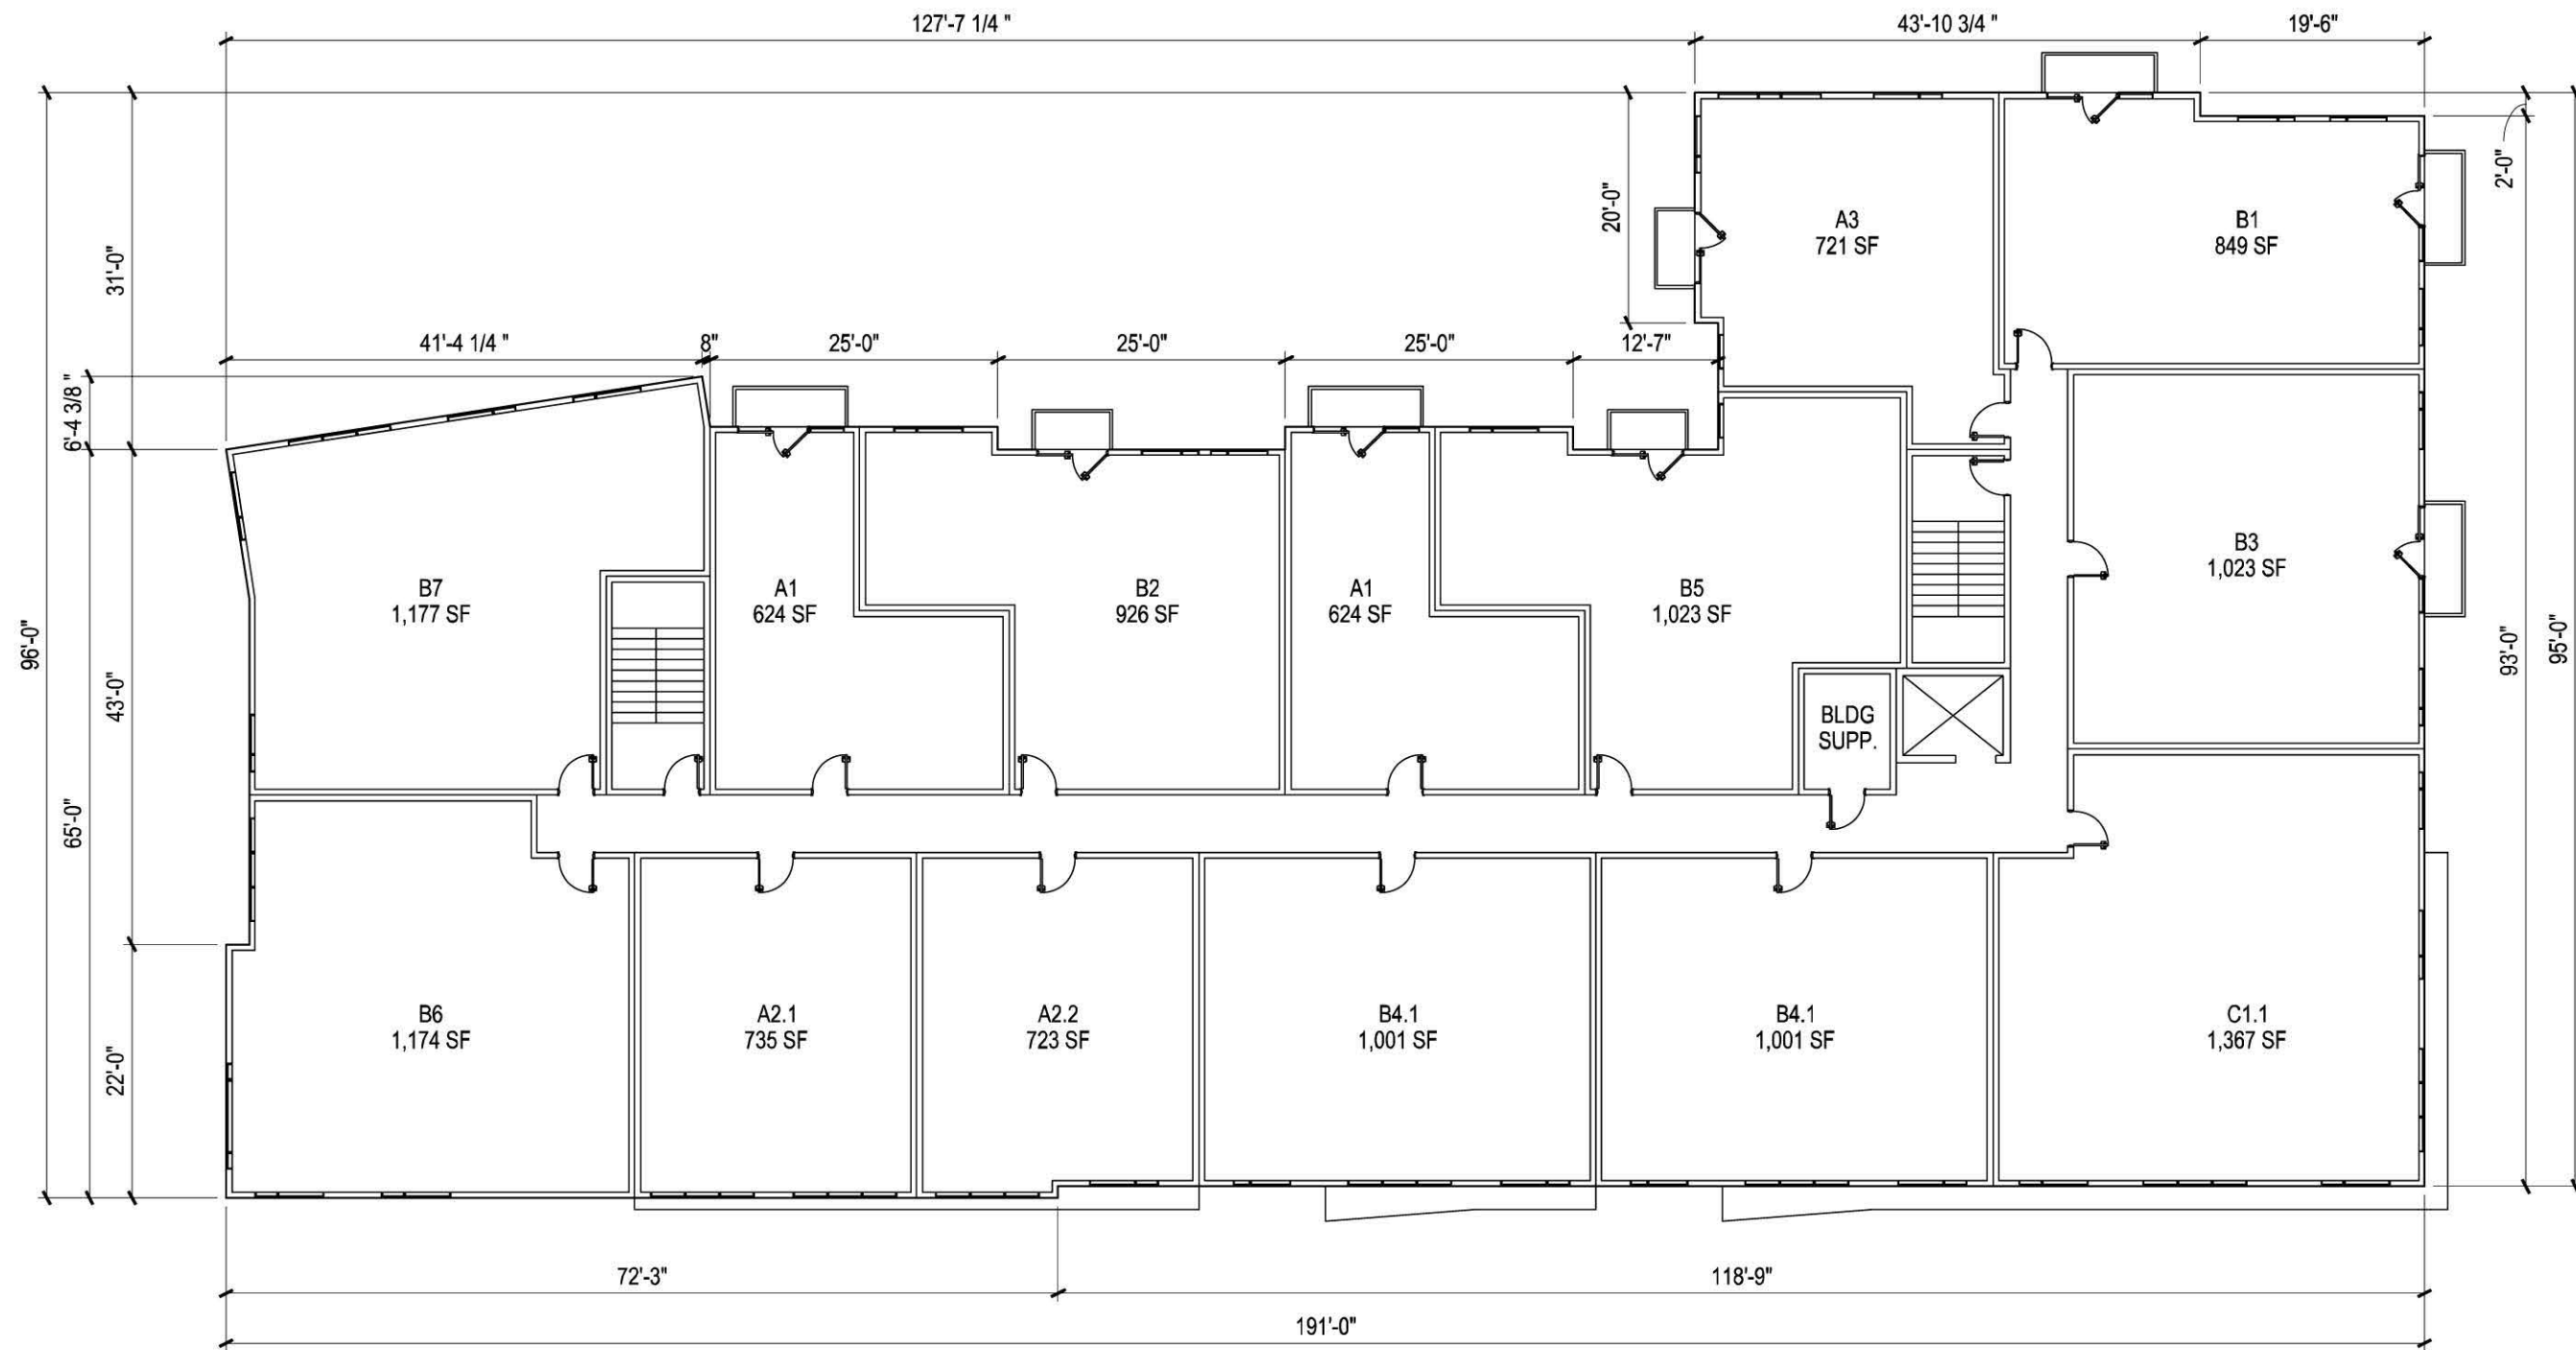 127'-7 1/4 "
43'-10 3/4 "
19'-6"
2'-0"
20'-0"
A3
721 SF
B1
849 SF
31'-0"
41'-4 1/4 "
8"
25'-0"
25'-0"
25'-0"
12'-7"
6'-4 3/8 "
B7
1,177 SF
A1
624 SF
B2
926 SF
A1
624 SF
B5
1,023 SF
B3
1,023 SF
96'-0"
43'-0"
65'-0"
93'-0"
95'-0"
BLDG
SUPP.
22'-0"
B6
1,174 SF
A2.1
735 SF
A2.2
723 SF
B4.1
1,001 SF
B4.1
1,001 SF
C1.1
1,367 SF
72'-3"
118'-9"
191'-0"